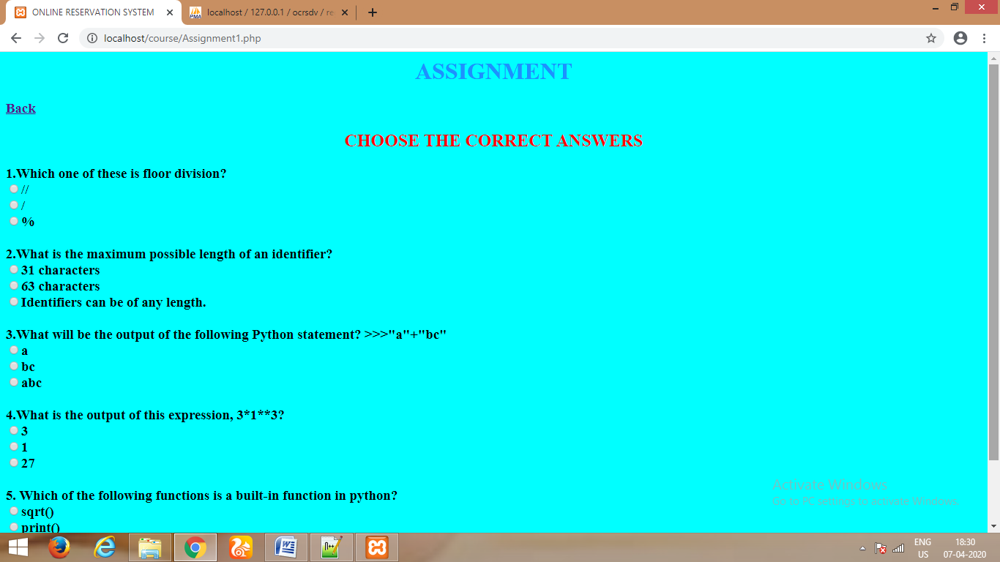 ONLINE RESERVATION SYSTEM
localhost / 127.0.0.1 / ocrsdv / re
localhost/course/Assignment1.php
ASSIGNMENT
Back
CHOOSE THE CORRECT ANSWERS
1.Which one of these is floor division?
//
/
%
2.What is the maximum possible length of an identifier?
31 characters
63 characters
Identifiers can be of any length.
3.What will be the output of the following Python statement? >>>"a"+"bc"
a
bc
abc
4.What is the output of this expression, 3*1**3?
3
1
27
5. Which of the following functions is a built-in function in python?
sqrt()
print()
Activate Windows
Go to PC settings to activate Windows.
ENG 18:30
US 07-04-2020